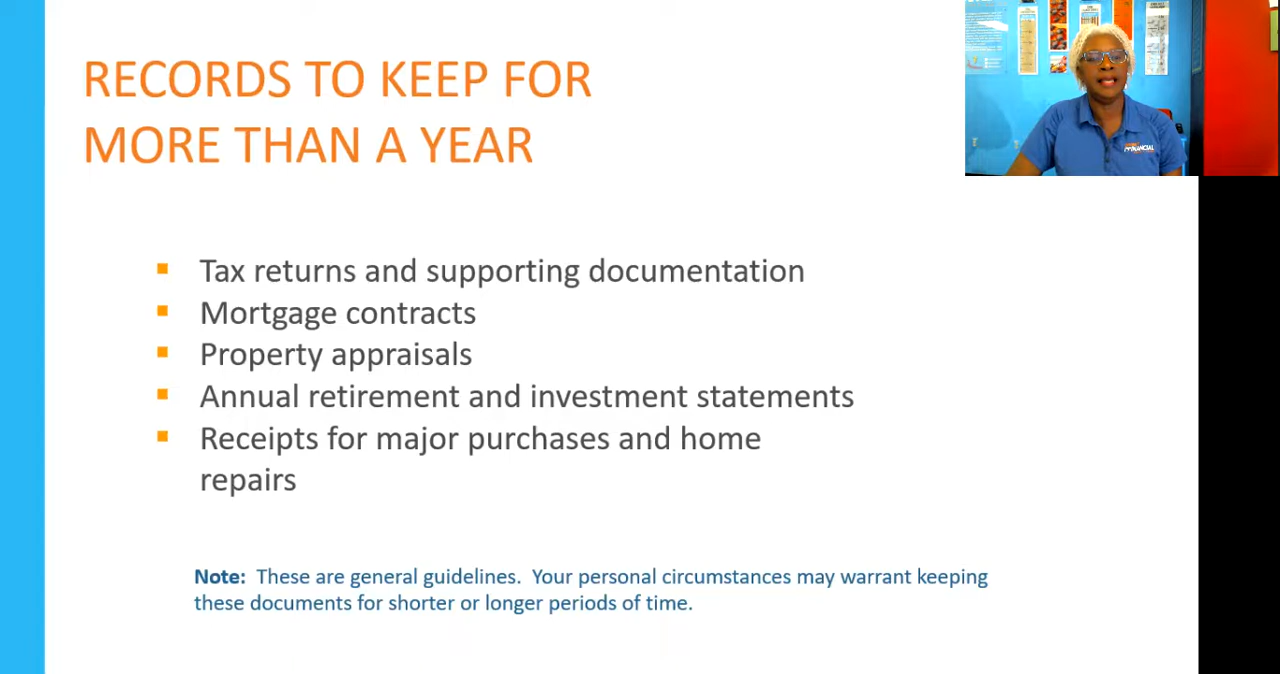 RECORDS TO KEEP FOR
MORE THAN A YEAR
Tax returns and supporting documentation
Mortgage contracts
Property appraisals
Annual retirement and investment statements
Receipts for major purchases and home
repairs
Note: These are general guidelines. Your personal circumstances may warrant keeping
these documents for shorter or longer periods of time.